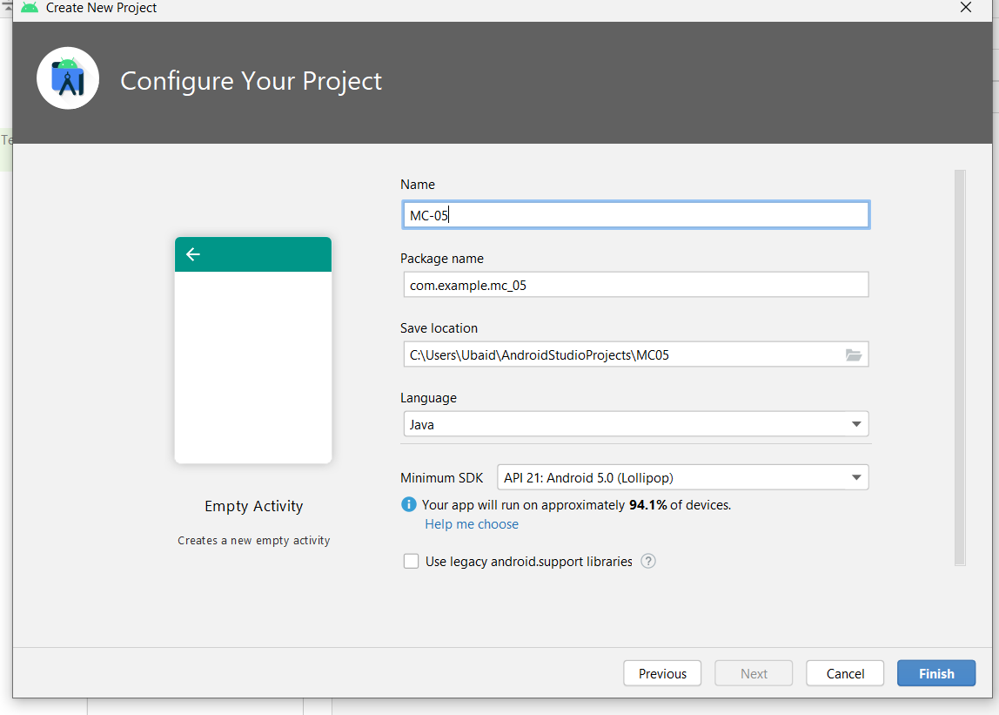 Create New Project
Configure Your Project
Te
Name
MC-05
Package name
com.example.mc_05
Save location
C:\Users\Ubaid\AndroidStudioProjects\MC05
Language
Java
Minimum SDK API 21: Android 5.0 (Lollipop)
Your app will run on approximately 94.1% of devices.
Help me choose
Use legacy android.support libraries ?
Empty Activity
Creates a new empty activity
Previous Next Cancel Finish